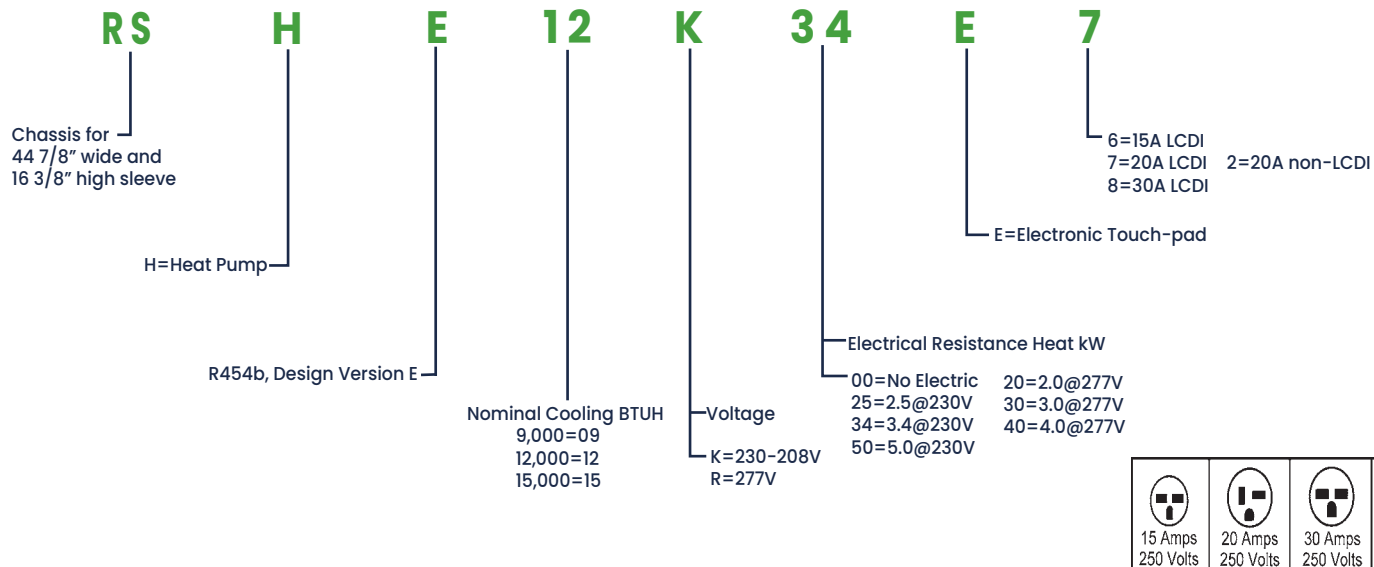 RS H E 12 K 34 E 7
Chassis for
44 7/8” wide and
16 3/8” high sleeve
H=Heat Pump
R454b, Design Version E
Nominal Cooling BTUH
9,000=09
12,000=12
15,000=15
Voltage
K=230-208V
R=277V
Electrical Resistance Heat kW
00=No Electric 20=2.0@277V
25=2.5@230V 30=3.0@277V
34=3.4@230V 40=4.0@277V
50=5.0@230V
E=Electronic Touch-pad
6=15A LCDI
7=20A LCDI 2=20A non-LCDI
8=30A LCDI
15 Amps 20 Amps 30 Amps
250 Volts 250 Volts 250 Volts